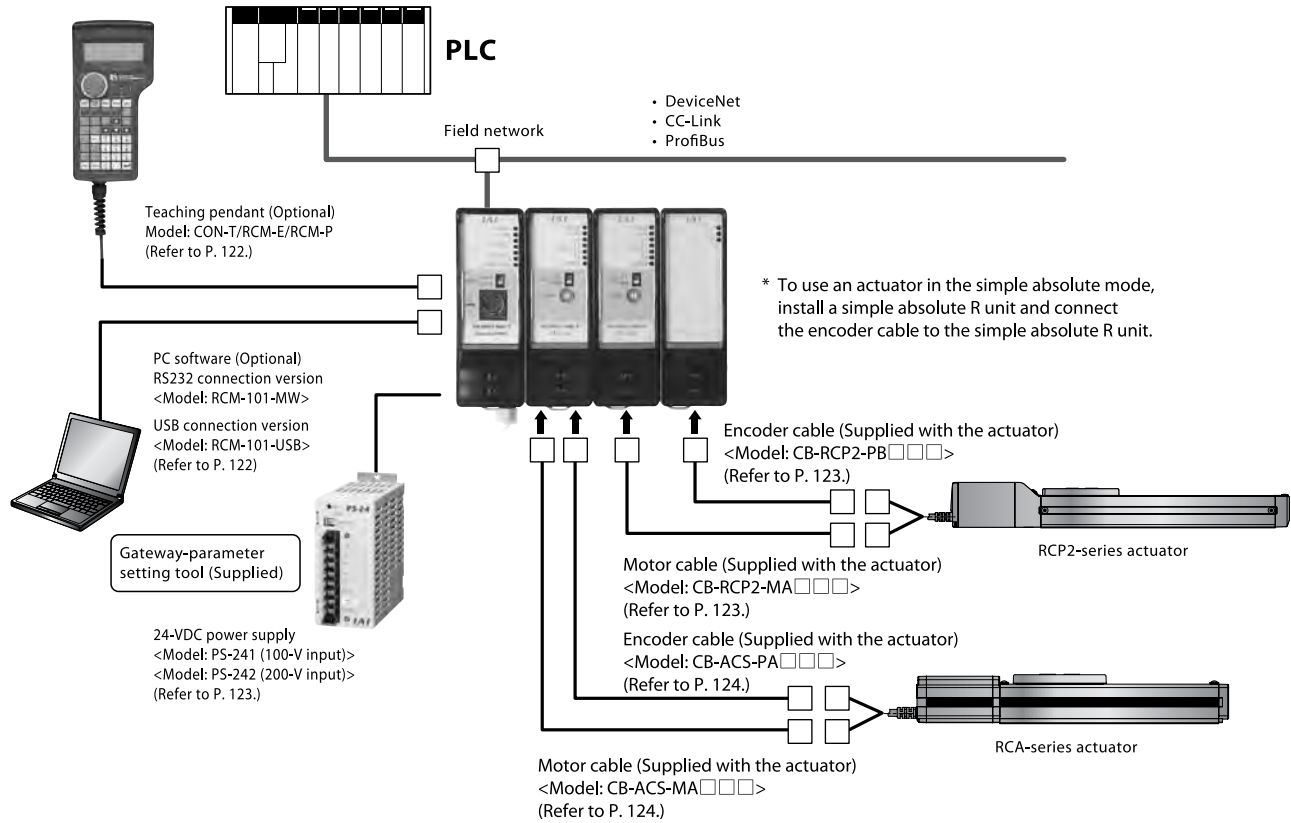 PLC
• DeviceNet
• CC-Link
• ProfiBus
Field network
Teaching pendant (Optional)
Model: CON-T/RCM-E/RCM-P
(Refer to P. 122.)
* To use an actuator in the simple absolute mode,
install a simple absolute R unit and connect
the encoder cable to the simple absolute R unit.
PC software (Optional)
RS232 connection version
<Model: RCM-101-MW>
USB connection version
<Model: RCM-101-USB>
(Refer to P. 122)
Encoder cable (Supplied with the actuator)
<Model: CB-RCP2-PB□□□>
(Refer to P. 123.)
RCP2-series actuator
PS-24
IAI
Gateway-parameter
setting tool (Supplied)
Motor cable (Supplied with the actuator)
<Model: CB-RCP2-MA□□□>
(Refer to P. 123.)
24-VDC power supply
<Model: PS-241 (100-V input)>
<Model: PS-242 (200-V input)>
(Refer to P. 123.)
Encoder cable (Supplied with the actuator)
<Model: CB-ACS-PA□□□>
(Refer to P. 124.)
RCA-series actuator
Motor cable (Supplied with the actuator)
<Model: CB-ACS-MA□□□>
(Refer to P. 124.)